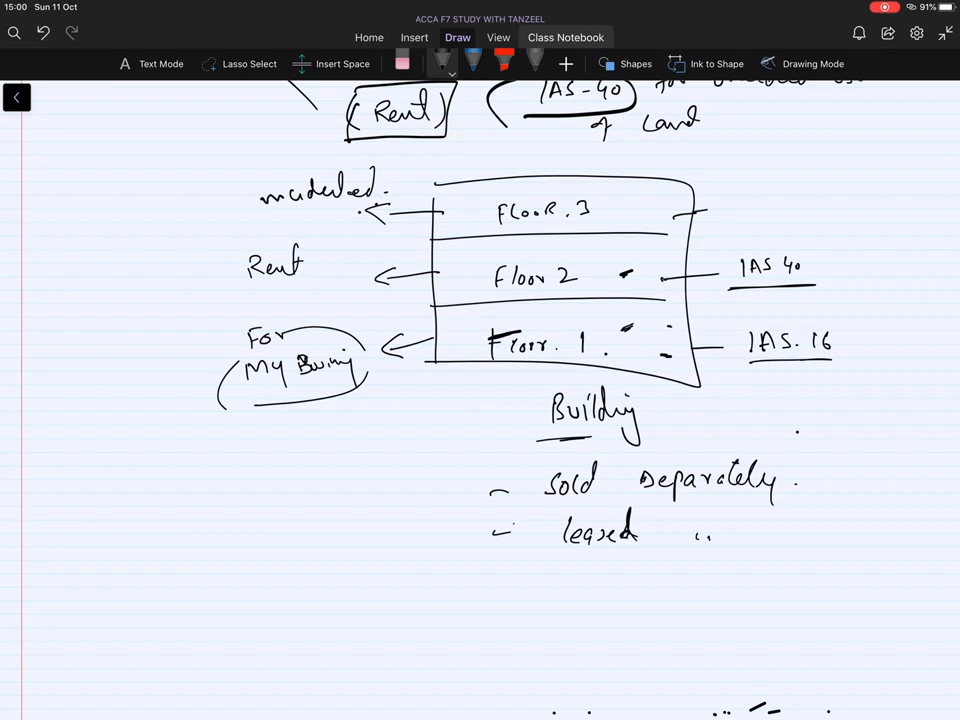 15:00 Sun 11 Oct
91%
ACCA F7 STUDY WITH TANZEEL
Home Insert Draw View Class Notebook
Text Mode Lasso Select Insert Space Shapes Ink to Shape Drawing Mode
(Rent) IAS-40
of Land
Floor. 3
Rent Floor 2 IAS 40
For
My Floor. 1. IAS. 16
Building
- sold separately.
- leased "